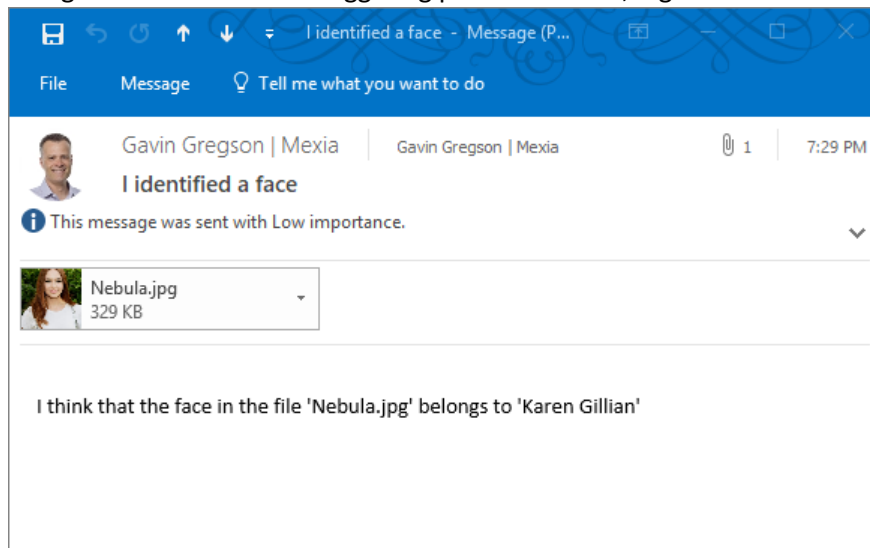 I identified a face - Message (P...
File Message Tell me what you want to do
Gavin Gregson | Mexia Gavin Gregson | Mexia 1 7:29 PM
I identified a face
This message was sent with Low importance.
Nebula.jpg
329 KB
I think that the face in the file 'Nebula.jpg' belongs to 'Karen Gillian'